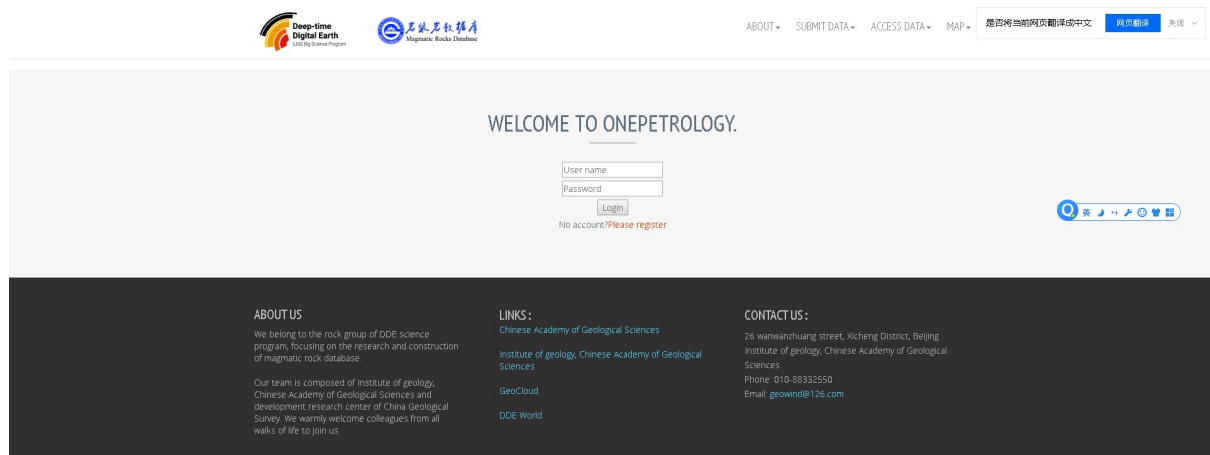 Deep-time
Digital Earth
IUGS Big Science Program
岩浆岩数据库
Magmatic Rocks Database
ABOUT
SUBMIT DATA
ACCESS DATA
MAP
是否将当前网页翻译成中文
网页翻译
关闭
WELCOME TO ONEPETROLOGY.
User name
Password
Login
No account?Please register
英
ABOUT US
We belong to the rock group of DDE science
program, focusing on the research and construction
of magmatic rock database.
Our team is composed of Institute of geology,
Chinese Academy of Geological Sciences and
development research center of China Geological
Survey. We warmly welcome colleagues from all
walks of life to join us.
LINKS :
Chinese Academy of Geological Sciences
Institute of geology, Chinese Academy of Geological
Sciences
GeoCloud
DDE World
CONTACT US :
26 wanwanzhuang street, Xicheng District, Beijing
Institute of geology, Chinese Academy of Geological
Sciences
Phone: 010-88332550
Email: geowind@126.com